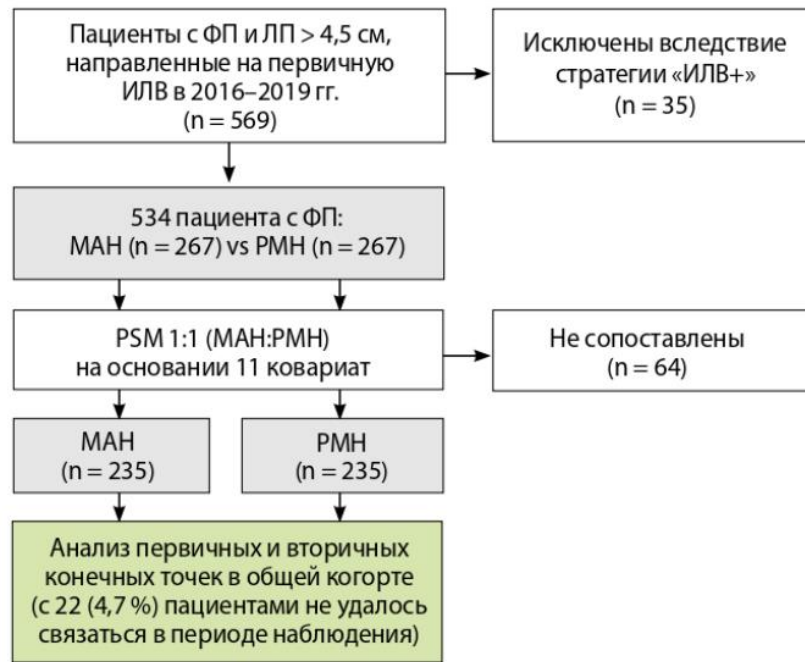 Пациенты с ФП и ЛП > 4,5 см,
направленные на первичную
ИЛВ в 2016–2019 гг.
(n = 569)
Исключены вследствие
стратегии «ИЛВ+»
(n = 35)
534 пациента с ФП:
МАН (n = 267) vs РМН (n = 267)
PSM 1:1 (МАН:РМН)
на основании 11 ковариат
Не сопоставлены
(n = 64)
МАН
(n = 235)
РМН
(n = 235)
Анализ первичных и вторичных
конечных точек в общей когорте
(с 22 (4,7 %) пациентами не удалось
связаться в периоде наблюдения)